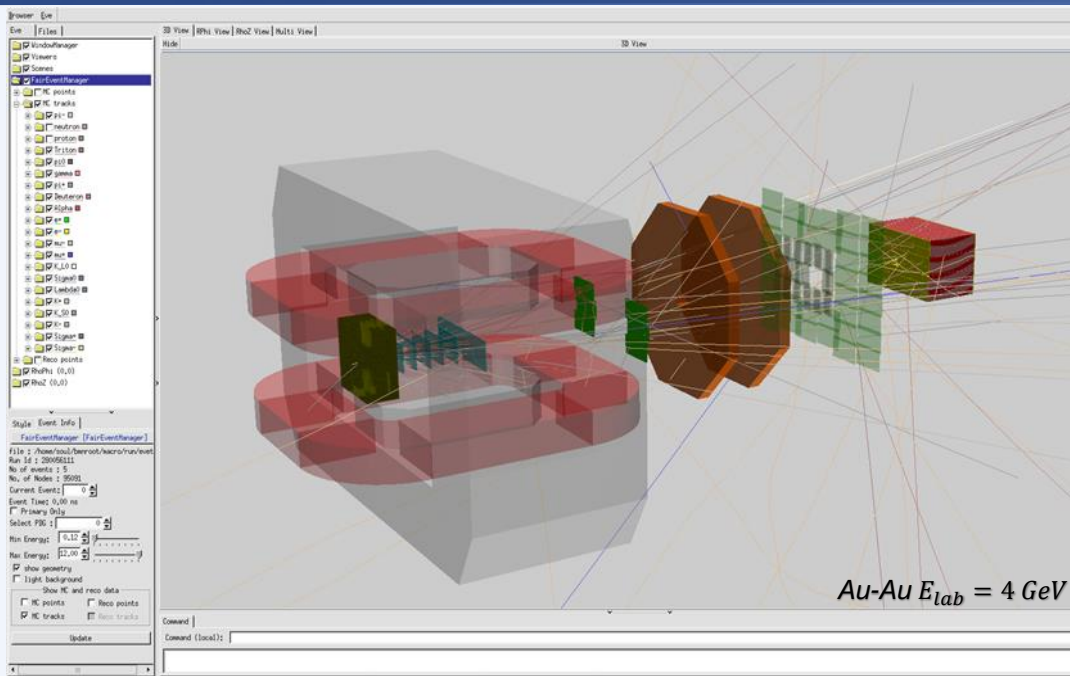 Browser Eve
Eve Files
3D View RPhi View RhoZ View Multi View
Hide 3D View
WindowManager
Viewers
Scenes
FairEventManager
MC points
MC tracks
pi-
neutron
proton
Triton
pi0
gamma
pi+
Deuteron
Alpha
e+
e-
mu-
mu+
K_L0
Sigma0
Lambda0
K+
K_S0
K-
Sigma+
Sigma-
Reco points
RhoPhi (0,0)
RhoZ (0,0)
Style Event Info
FairEventManager [FairEventManager]
file : /home/soul/bmnroot/macro/run/evet
Run Id : 280056111
No of events : 5
No. of Nodes : 95091
Current Event: 0
Event Time: 0.00 ns
Primary Only
Select PDG : 0
Min Energy: 0.12
Max Energy: 12.00
show geometry
light background
Show MC and reco data
MC points Reco points
MC tracks Reco tracks
Update
Au-Au E_lab = 4 GeV
Command
Command (local):